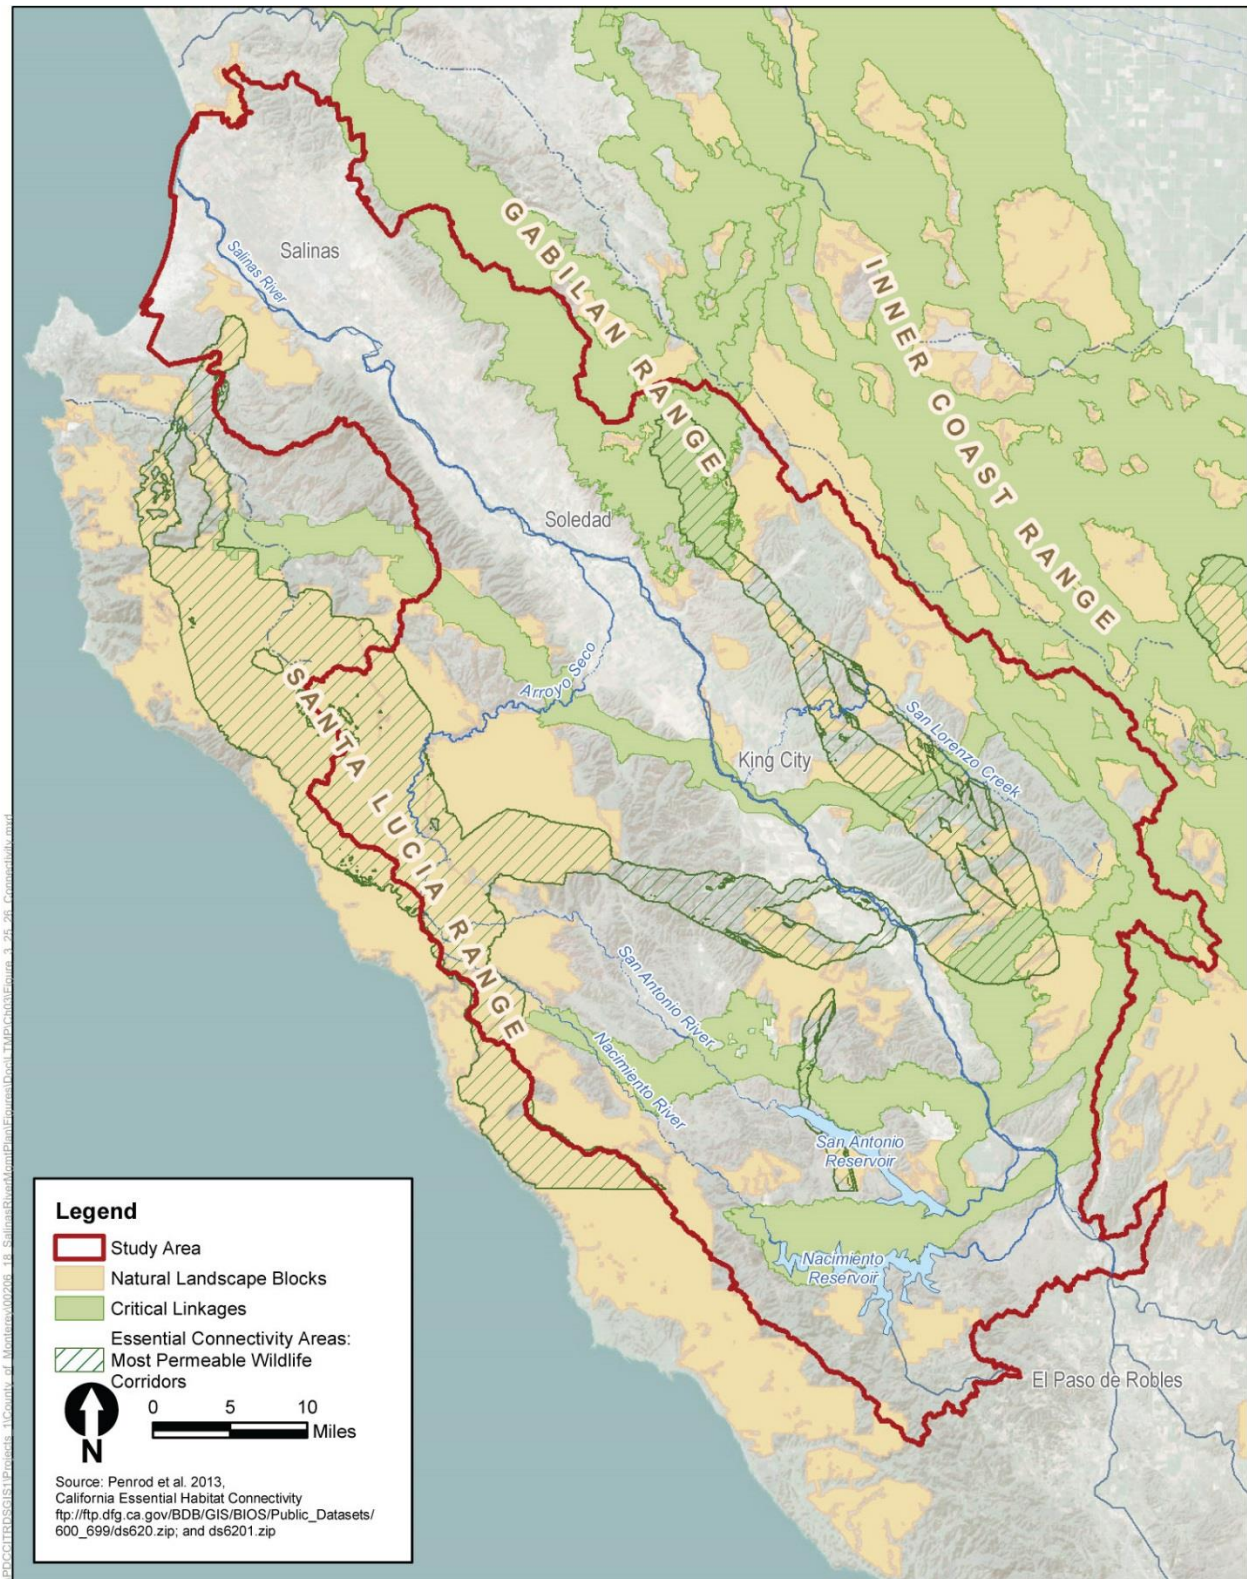 Salinas
Salinas River
GABILAN RANGE
INNER COAST RANGE
Soledad
Arroyo Seco
SANTA LUCIA RANGE
San Lorenzo Creek
King City
San Antonio River
Nacimiento River
San Antonio
Reservoir
Nacimiento
Reservoir
El Paso de Robles
Legend
Study Area
Natural Landscape Blocks
Critical Linkages
Essential Connectivity Areas:
Most Permeable Wildlife
Corridors
0 5 10
Miles
N
Source: Penrod et al. 2013,
California Essential Habitat Connectivity
ftp://ftp.dfg.ca.gov/BDB/GIS/BIOS/Public_Datasets/
600_699/ds620.zip; and ds6201.zip